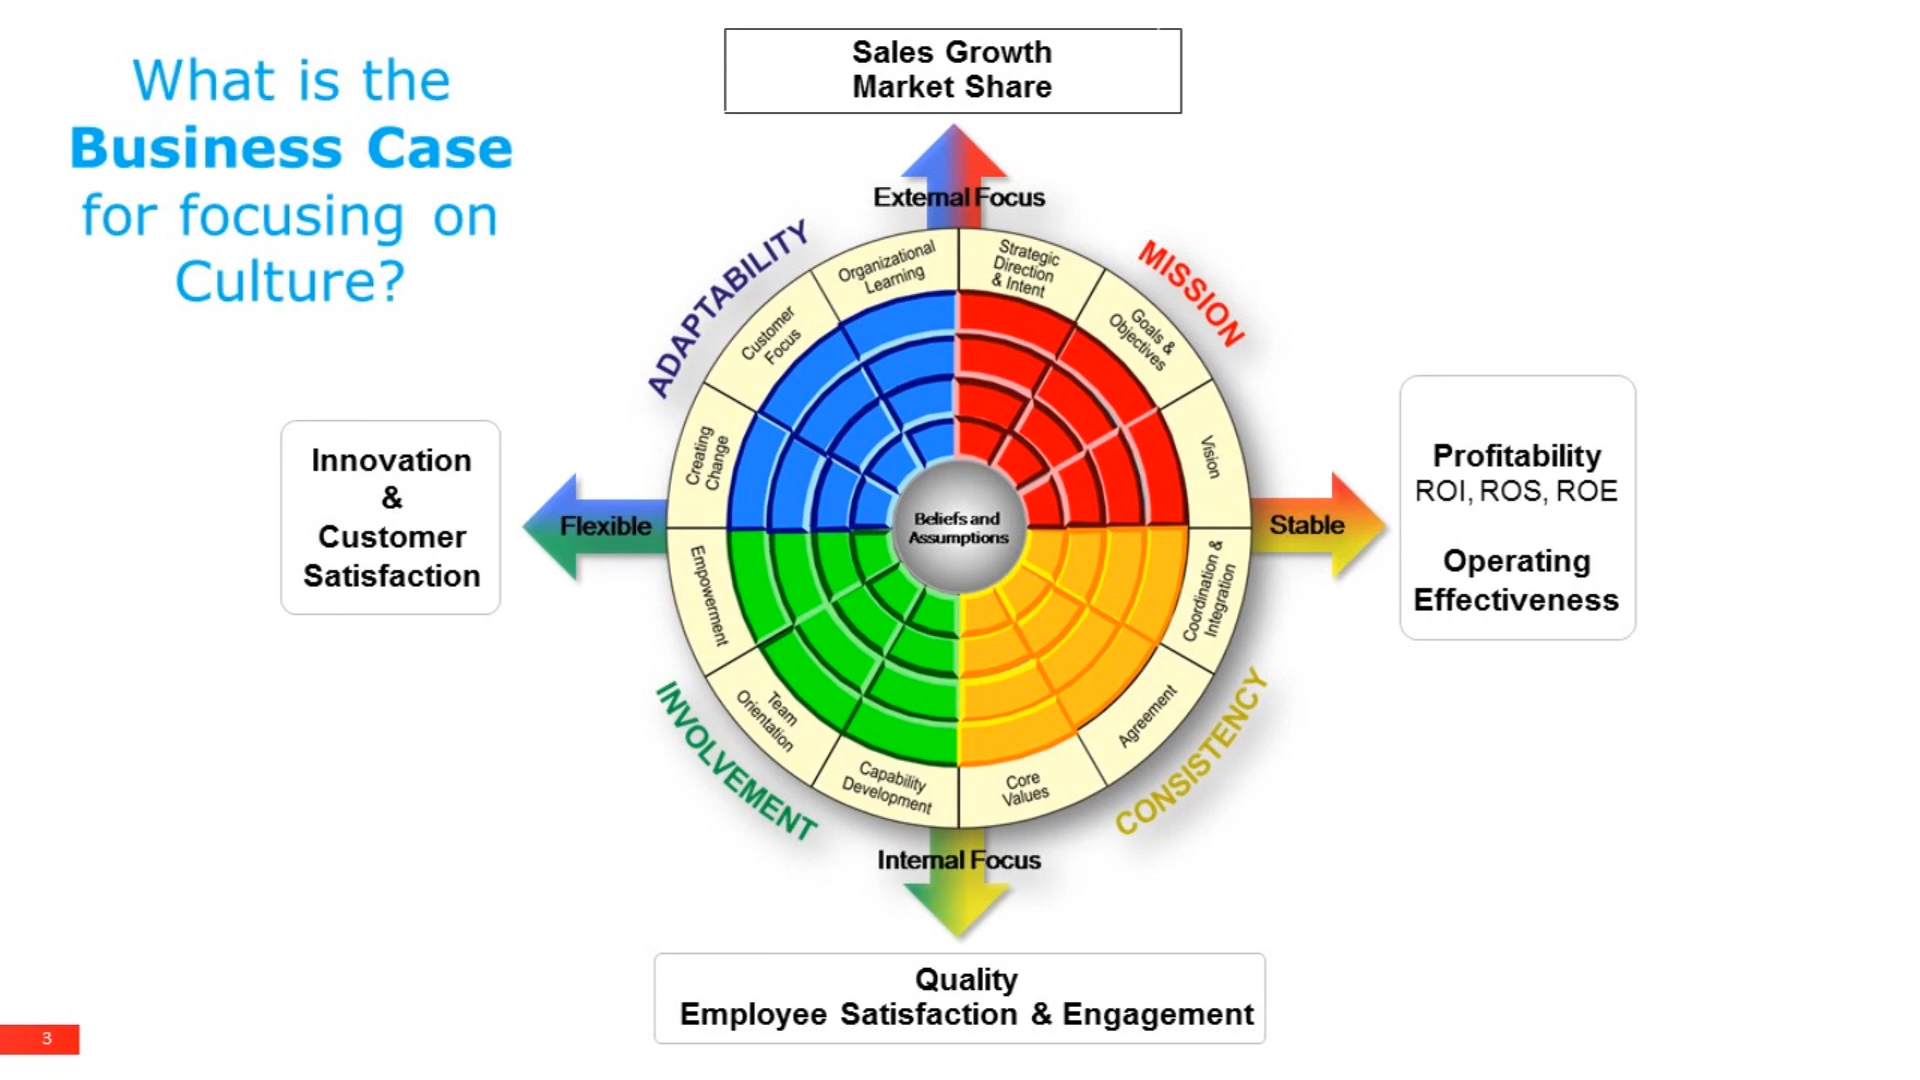 What is the
Business Case
for focusing on
Culture?
Sales Growth
Market Share
External Focus
ADAPTABILITY
MISSION
Organizational
Learning
Strategic
Direction
& Intent
Customer
Focus
Goals &
Objectives
Creating
Change
Vision
Innovation
&
Customer
Satisfaction
Flexible
Beliefs and
Assumptions
Stable
Profitability
ROI, ROS, ROE
Operating
Effectiveness
Empowerment
Coordination &
Integration
Team
Orientation
Agreement
Capability
Development
Core
Values
INVOLVEMENT
CONSISTENCY
Internal Focus
Quality
Employee Satisfaction & Engagement
3